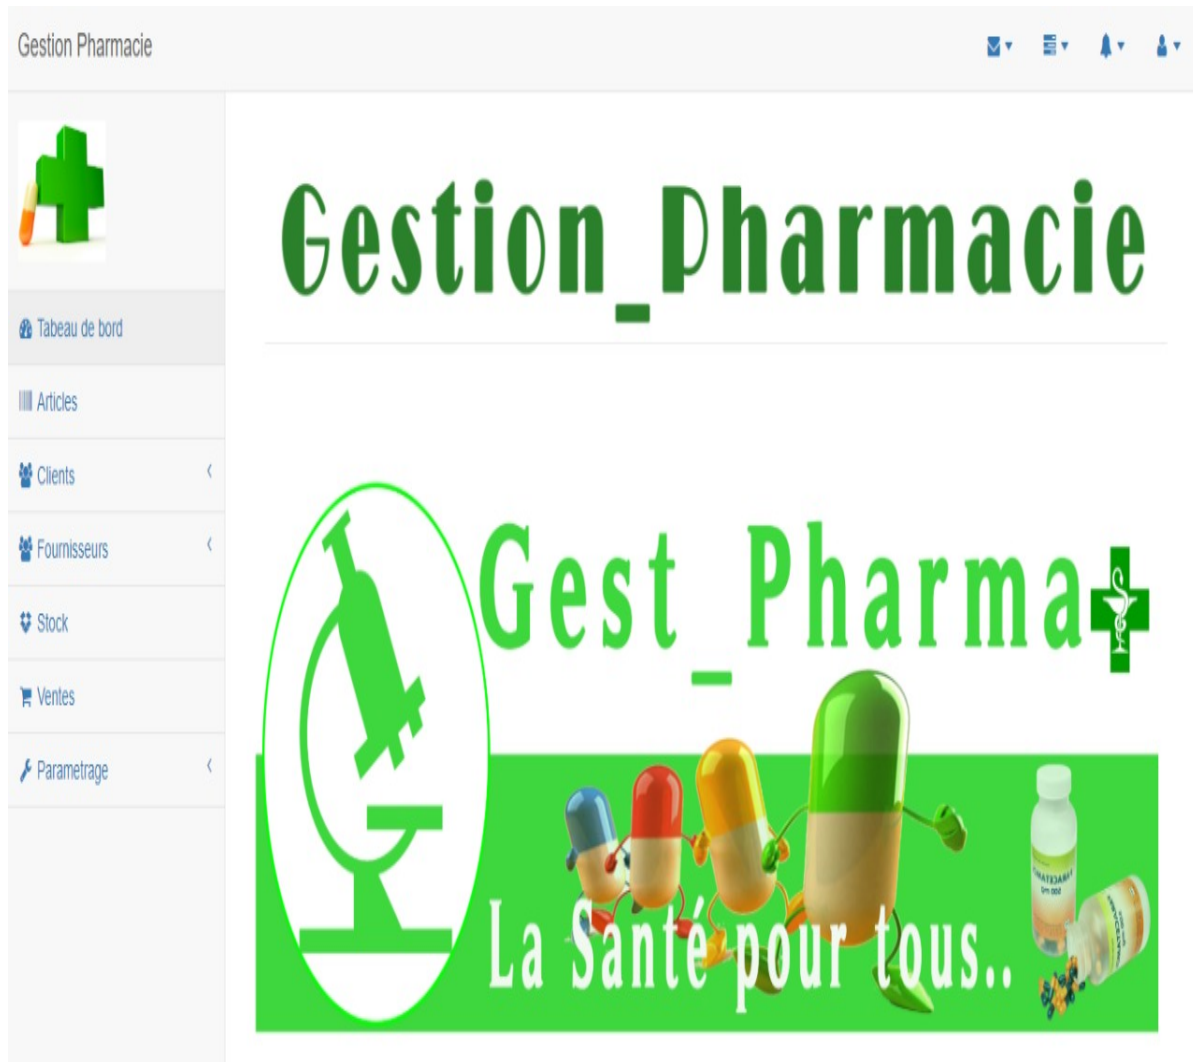 Gestion Pharmacie
Gestion_Pharmacie
Tabeau de bord
Articles
Clients
Fournisseurs
Stock
Ventes
Parametrage
Gest_Pharma
La Santé pour tous..